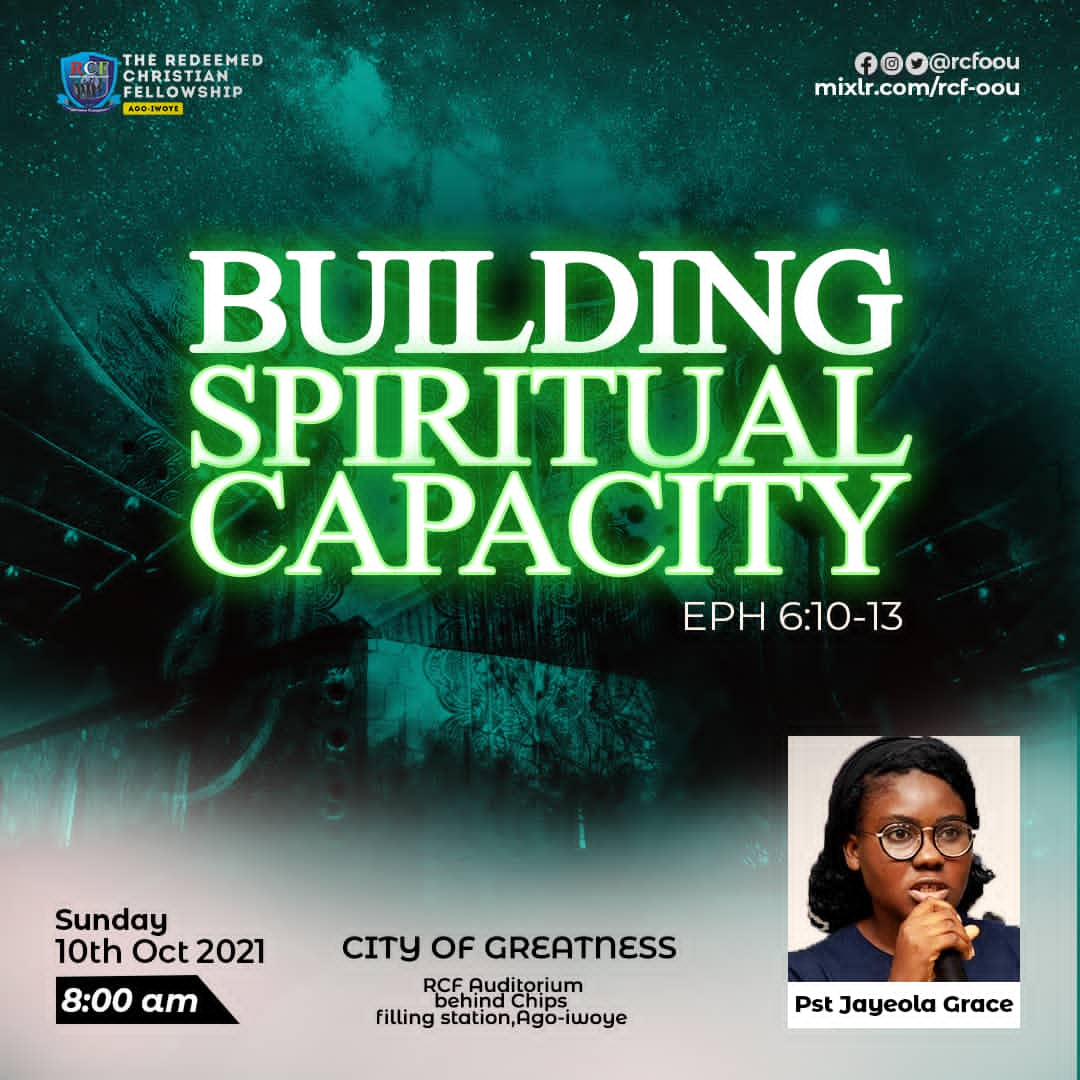 RCF
THE REDEEMED
CHRISTIAN
FELLOWSHIP
AGO-IWOYE
@rcfoou
mixlr.com/rcf-oou
BUILDING
SPIRITUAL
CAPACITY
EPH 6:10-13
Sunday
10th Oct 2021
8:00 am
CITY OF GREATNESS
RCF Auditorium
behind Chips
filling station,Ago-iwoye
Pst Jayeola Grace